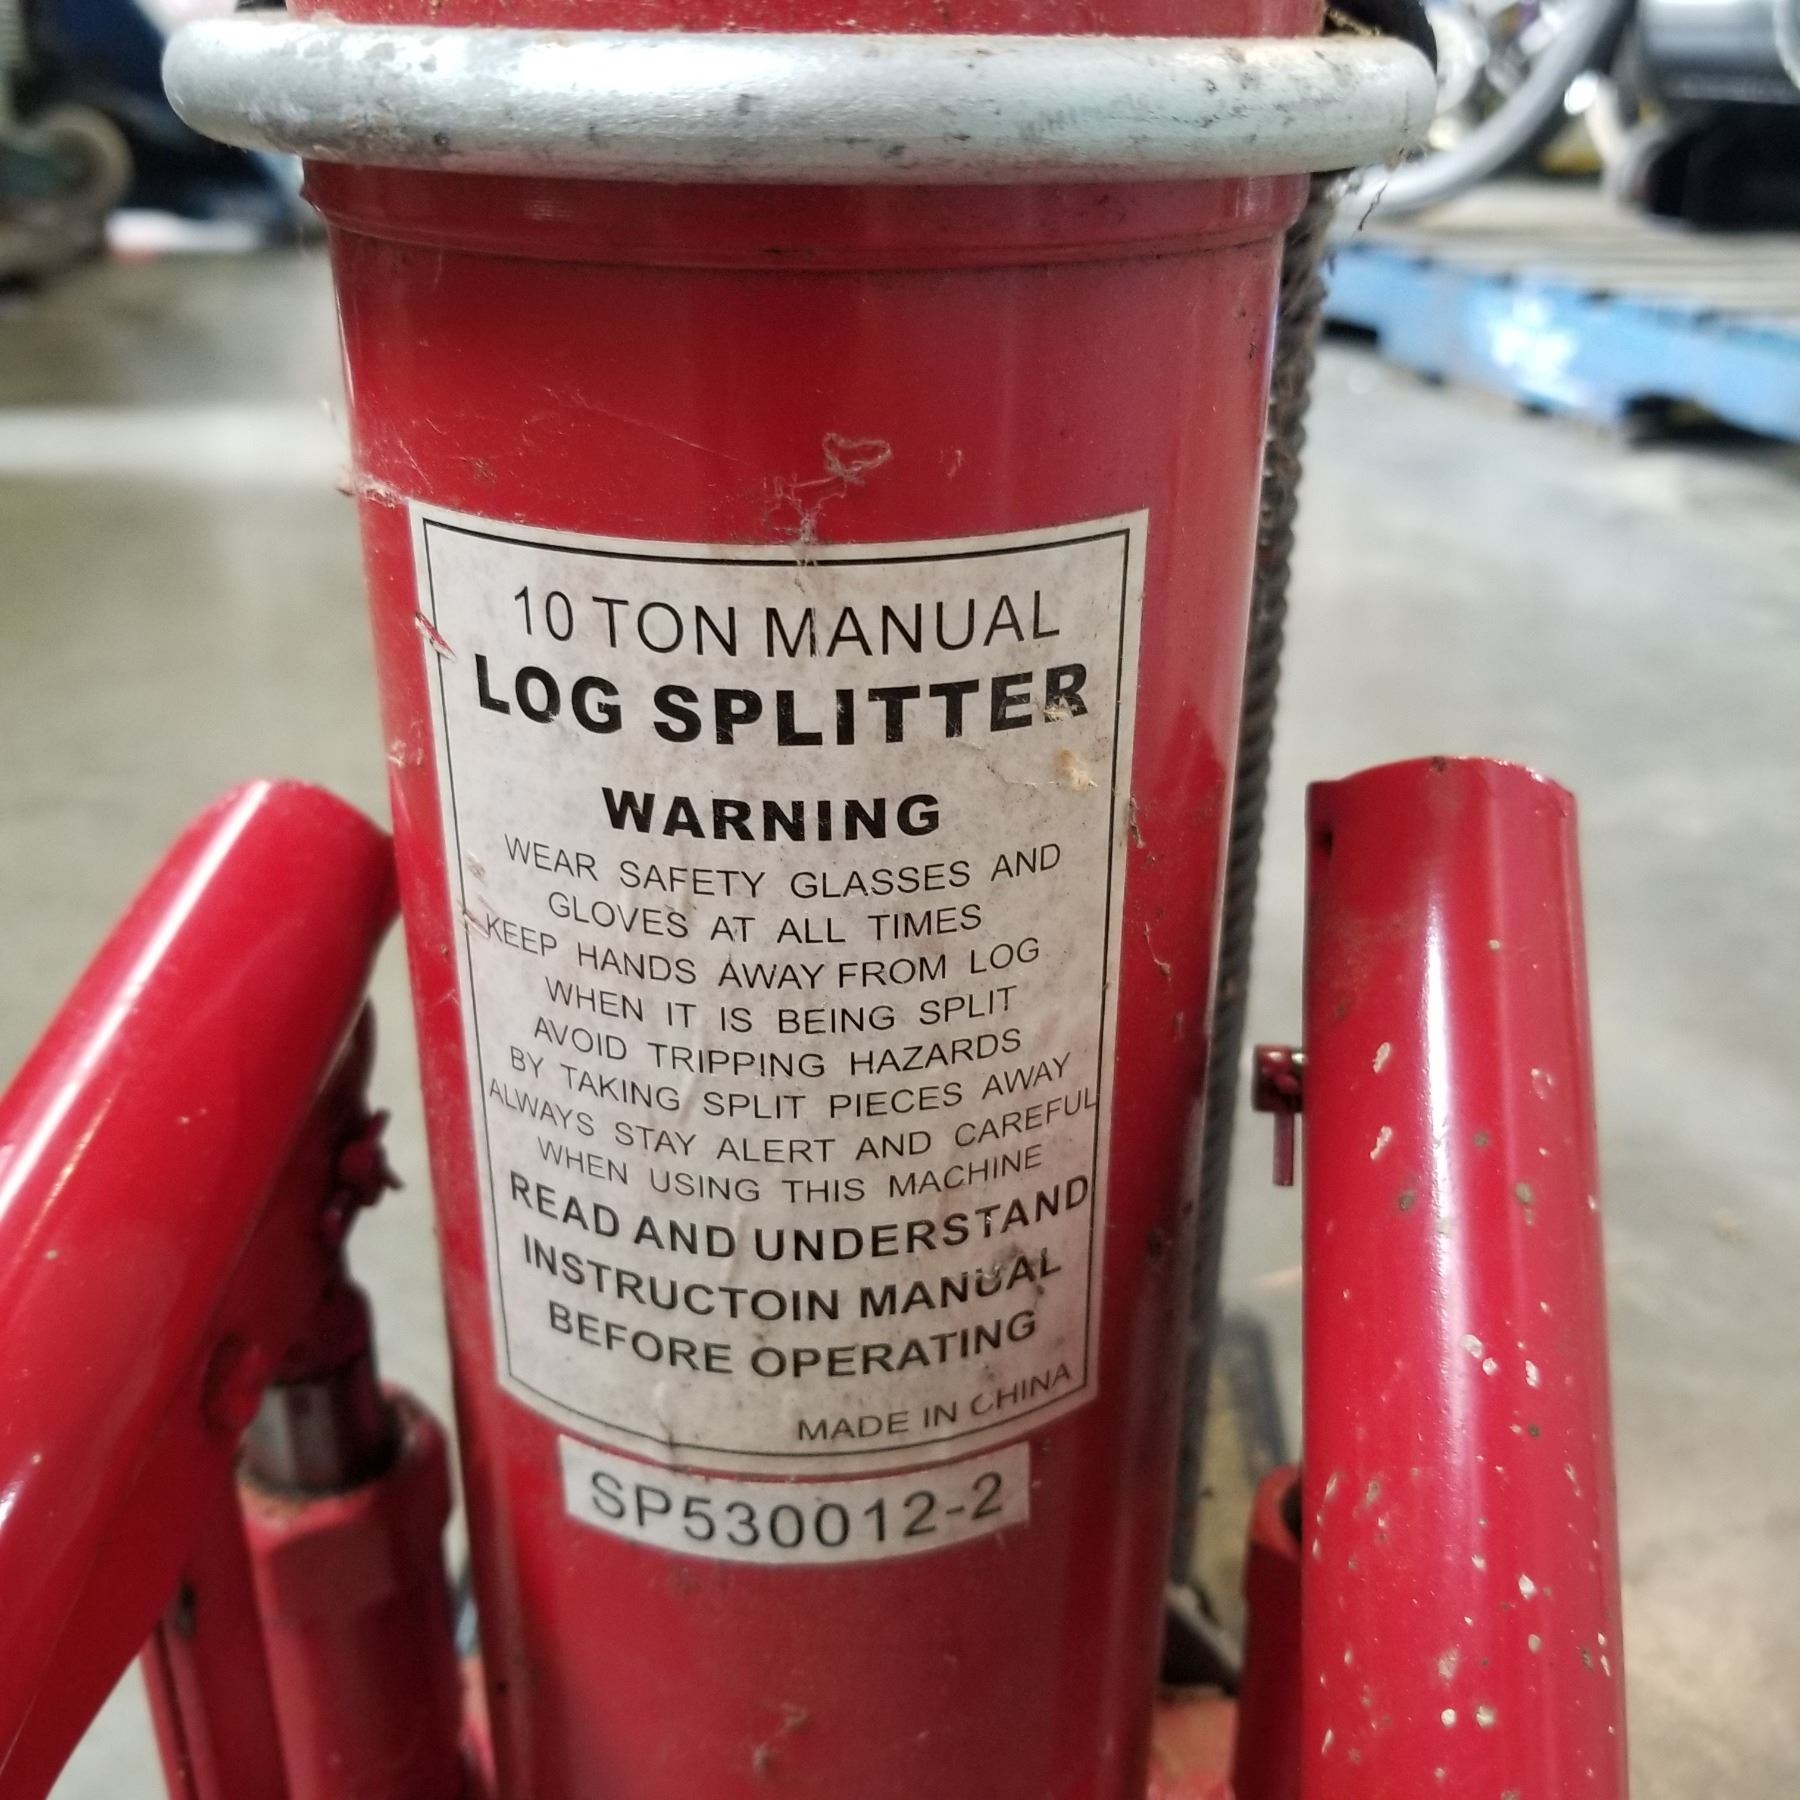 10 TON MANUAL
LOG SPLITTER
WARNING
WEAR SAFETY GLASSES AND
GLOVES AT ALL TIMES
KEEP HANDS AWAY FROM LOG
WHEN IT IS BEING SPLIT
AVOID TRIPPING HAZARDS
BY TAKING SPLIT PIECES AWAY
ALWAYS STAY ALERT AND CAREFUL
WHEN USING THIS MACHINE
READ AND UNDERSTAND
INSTRUCTOIN MANUAL
BEFORE OPERATING
MADE IN CHINA
SP530012-2